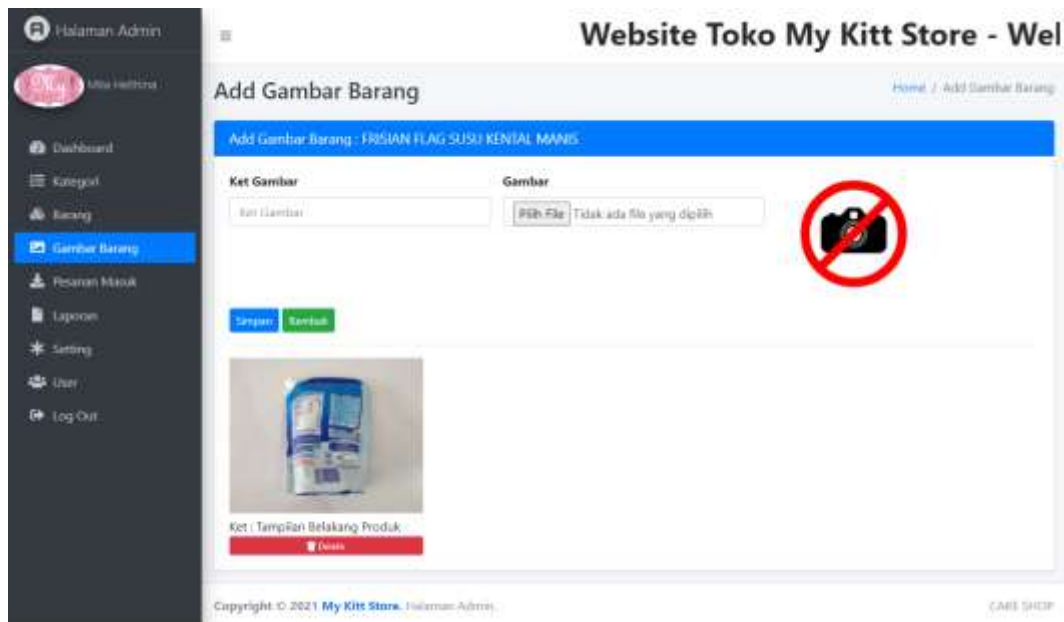 Halaman Admin
Website Toko My Kitt Store - Wel
Add Gambar Barang
Home / Add Gambar Barang
Dashboard
Kategori
Barang
Gambar Barang
Pesanan Masuk
Laporan
Setting
User
Log Out
Add Gambar Barang : FRISIAN FLAG SUSU KENTAL MANIS
Ket Gambar
Gambar
Ket Gambar
Pilih File Tidak ada file yang dipilih
Simpan
Kembali
Ket : Tampilan Belakang Produk
Delete
Copyright © 2021 My Kitt Store. Halaman Admin.
CAKE SHOP